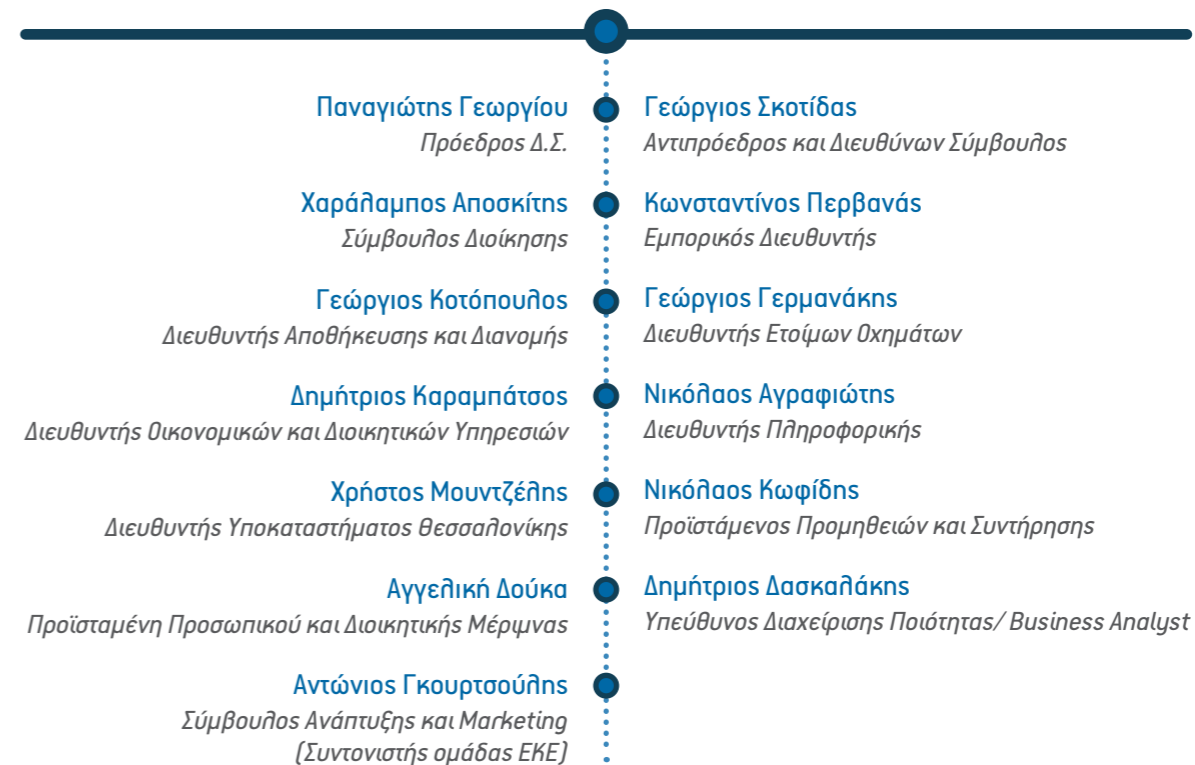 Παναγιώτης Γεωργίου
Πρόεδρος Δ.Σ.
Γεώργιος Σκοτίδας
Αντιπρόεδρος και Διευθύνων Σύμβουλος
Χαράλαμπος Αποσκίτης
Σύμβουλος Διοίκησης
Κωνσταντίνος Περβανάς
Εμπορικός Διευθυντής
Γεώργιος Κοτόπουλος
Διευθυντής Αποθήκευσης και Διανομής
Γεώργιος Γερμανάκης
Διευθυντής Ετοίμων Οχημάτων
Δημήτριος Καραμπάτσος
Διευθυντής Οικονομικών και Διοικητικών Υπηρεσιών
Νικόλαος Αγραφιώτης
Διευθυντής Πληροφορικής
Χρήστος Μουντζέλης
Διευθυντής Υποκαταστήματος Θεσσαλονίκης
Νικόλαος Κωφίδης
Προϊστάμενος Προμηθειών και Συντήρησης
Αγγελική Δούκα
Προϊσταμένη Προσωπικού και Διοικητικής Μέριμνας
Δημήτριος Δασκαλάκης
Υπεύθυνος Διαχείρισης Ποιότητας/ Business Analyst
Αντώνιος Γκουρτσούλης
Σύμβουλος Ανάπτυξης και Marketing
(Συντονιστής ομάδας ΕΚΕ)